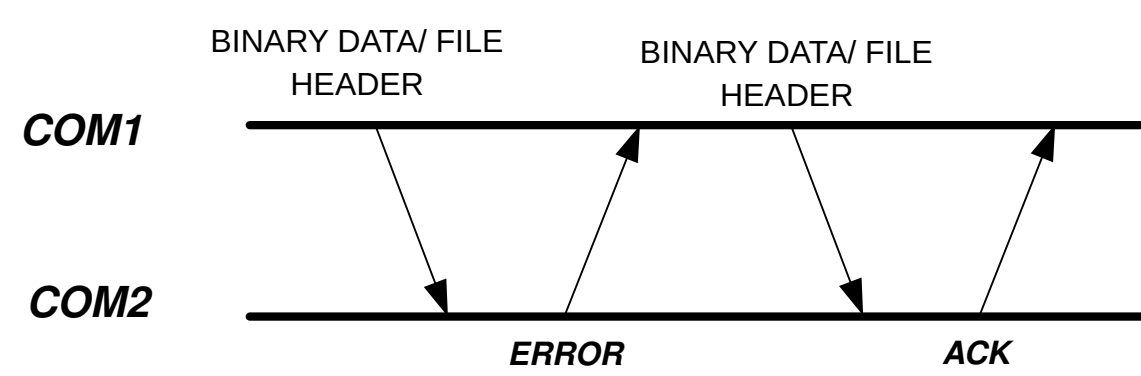 BINARY DATA/ FILE
HEADER
BINARY DATA/ FILE
HEADER
COM1
COM2
ERROR
ACK